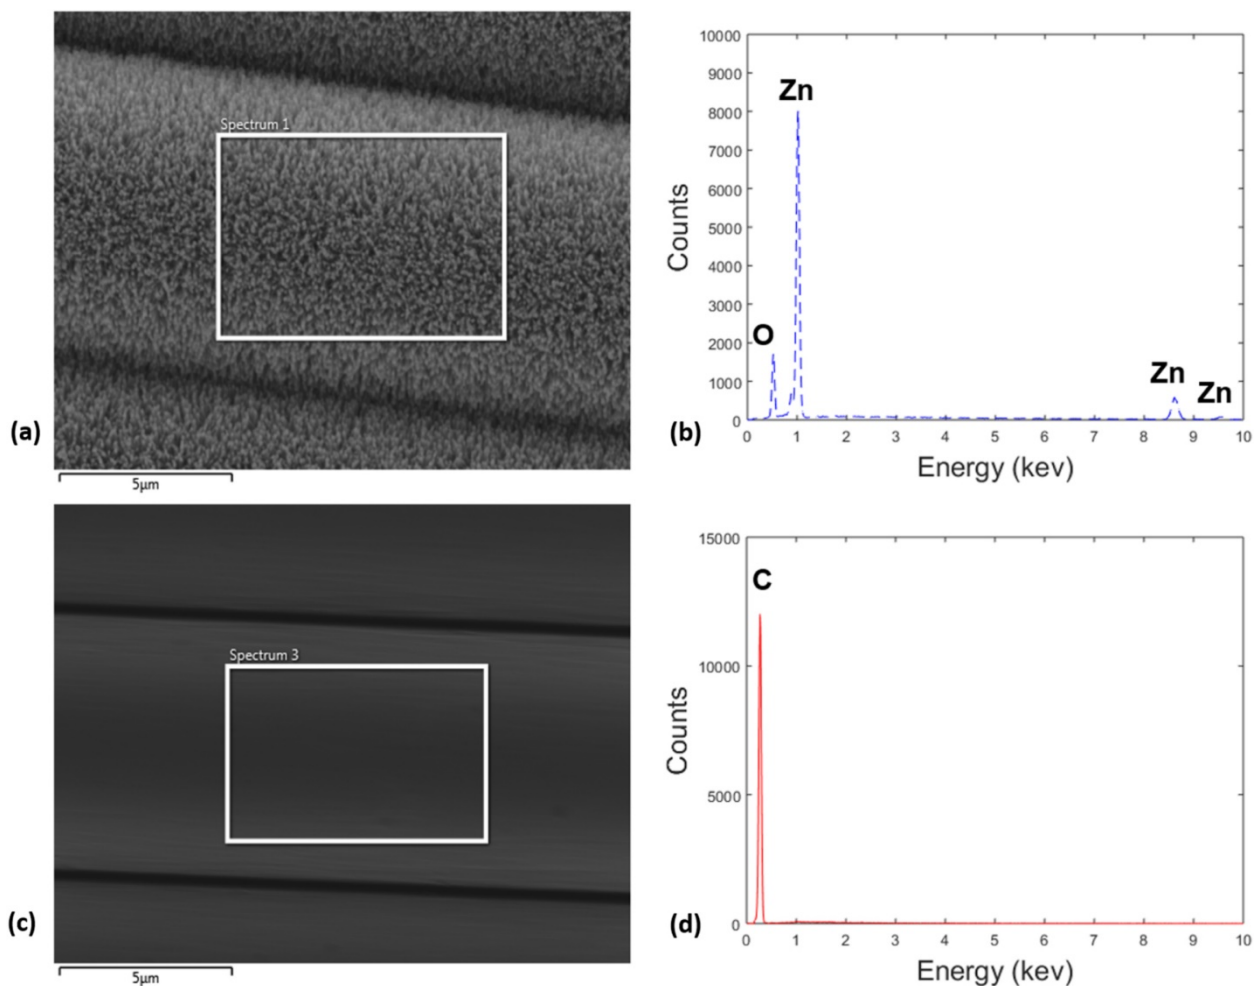 Spectrum 1
(a)
5μm
10000
9000
8000
7000
6000
5000
4000
3000
2000
1000
0
Counts
Zn
O
Zn
Zn
0 1 2 3 4 5 6 7 8 9 10
Energy (kev)
(b)
Spectrum 3
(c)
5μm
15000
10000
5000
0
Counts
C
0 1 2 3 4 5 6 7 8 9 10
Energy (kev)
(d)